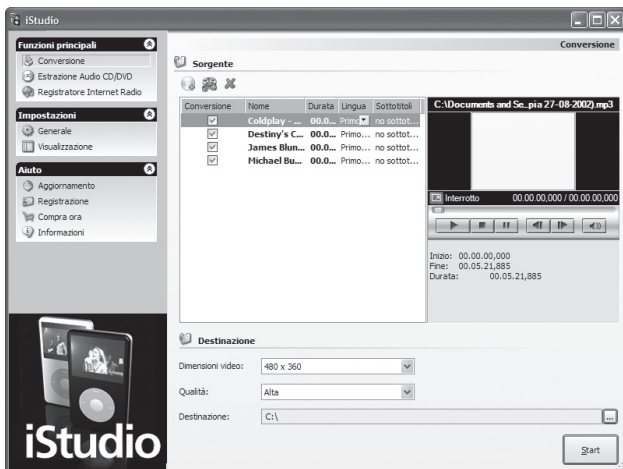 iStudio
Funzioni principali
Conversione
Estrazione Audio CD/DVD
Registratore Internet Radio
Impostazioni
Generale
Visualizzazione
Aiuto
Aggiornamento
Registrazione
Compra ora
Informazioni
iStudio
Conversione
Sorgente
Conversione Nome Durata Lingua Sottotitoli
Coldplay - ... 00.0... Primo no sottot...
Destiny's C... 00.0... Primo... no sottot...
James Blun... 00.0... Primo... no sottot...
Michael Bu... 00.0... Primo... no sottot...
C:\Documents and Se_pia 27-08-2002).mp3
Interrotto 00.00.00,000 / 00.00.00,000
Inizio: 00.00.00,000
Fine: 00.05.21,885
Durata: 00.05.21,885
Destinazione
Dimensioni video: 480 x 360
Qualità: Alta
Destinazione: C:\ ...
Start